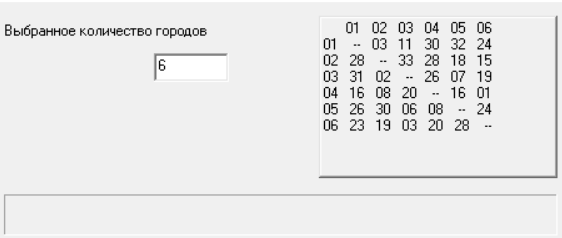 Выбранное количество городов
6
01 02 03 04 05 06
01 -- 03 11 30 32 24
02 28 -- 33 28 18 15
03 31 02 -- 26 07 19
04 16 08 20 -- 16 01
05 26 30 06 08 -- 24
06 23 19 03 20 28 --